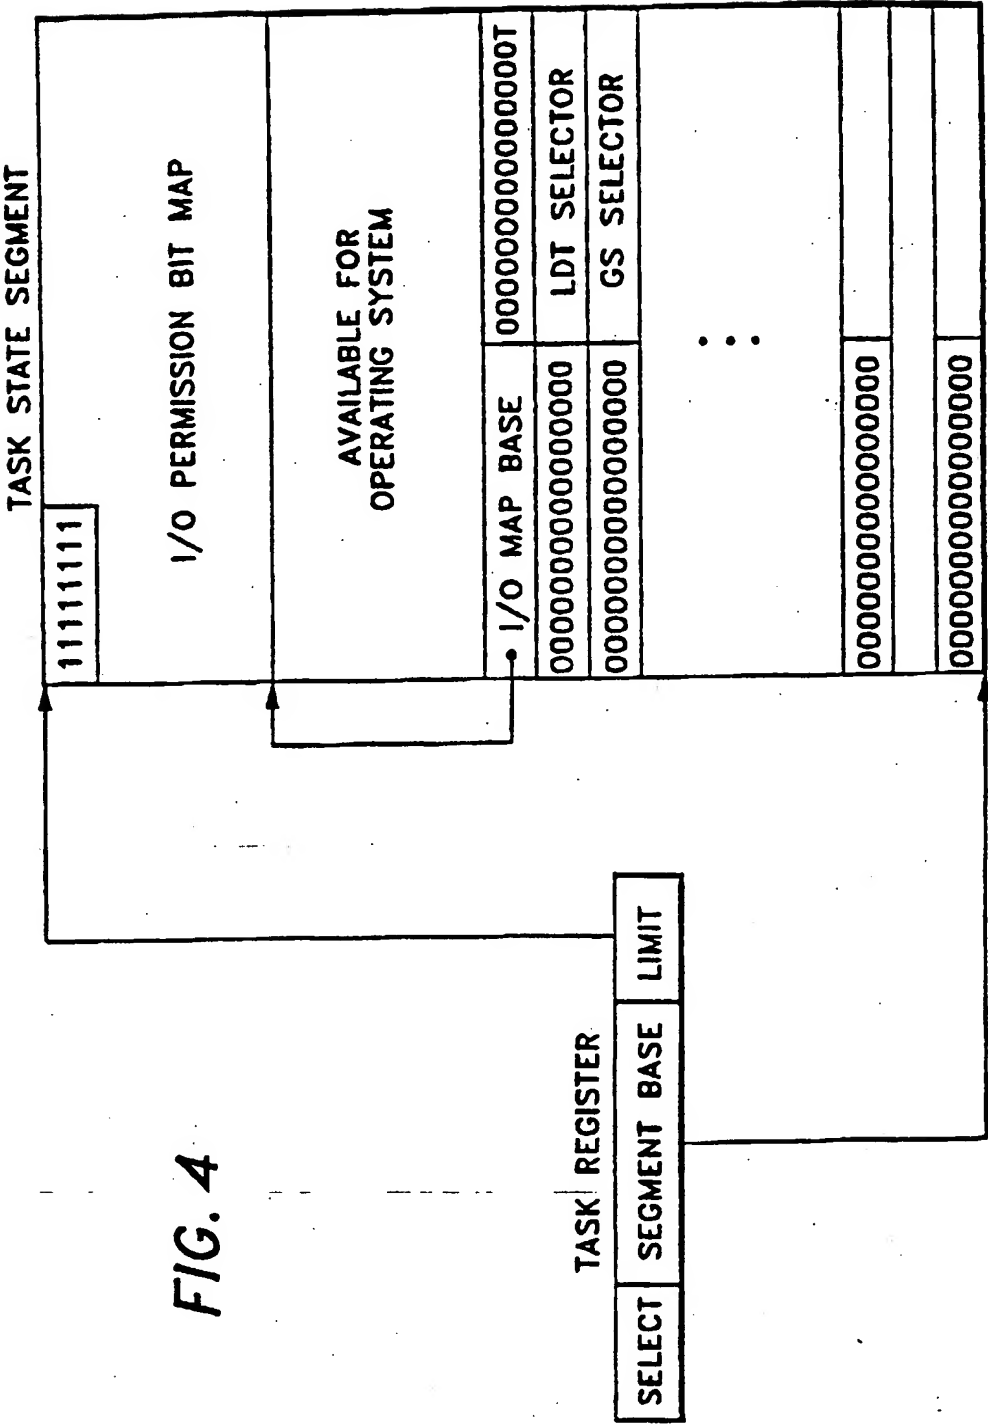 TASK STATE SEGMENT
11111111
I/O PERMISSION BIT MAP
FIG. 4
AVAILABLE FOR
OPERATING SYSTEM
I/O MAP BASE 000000000000000T
0000000000000000 LDT SELECTOR
0000000000000000 GS SELECTOR
TASK REGISTER
SELECT SEGMENT BASE LIMIT
• • •
0000000000000000
0000000000000000